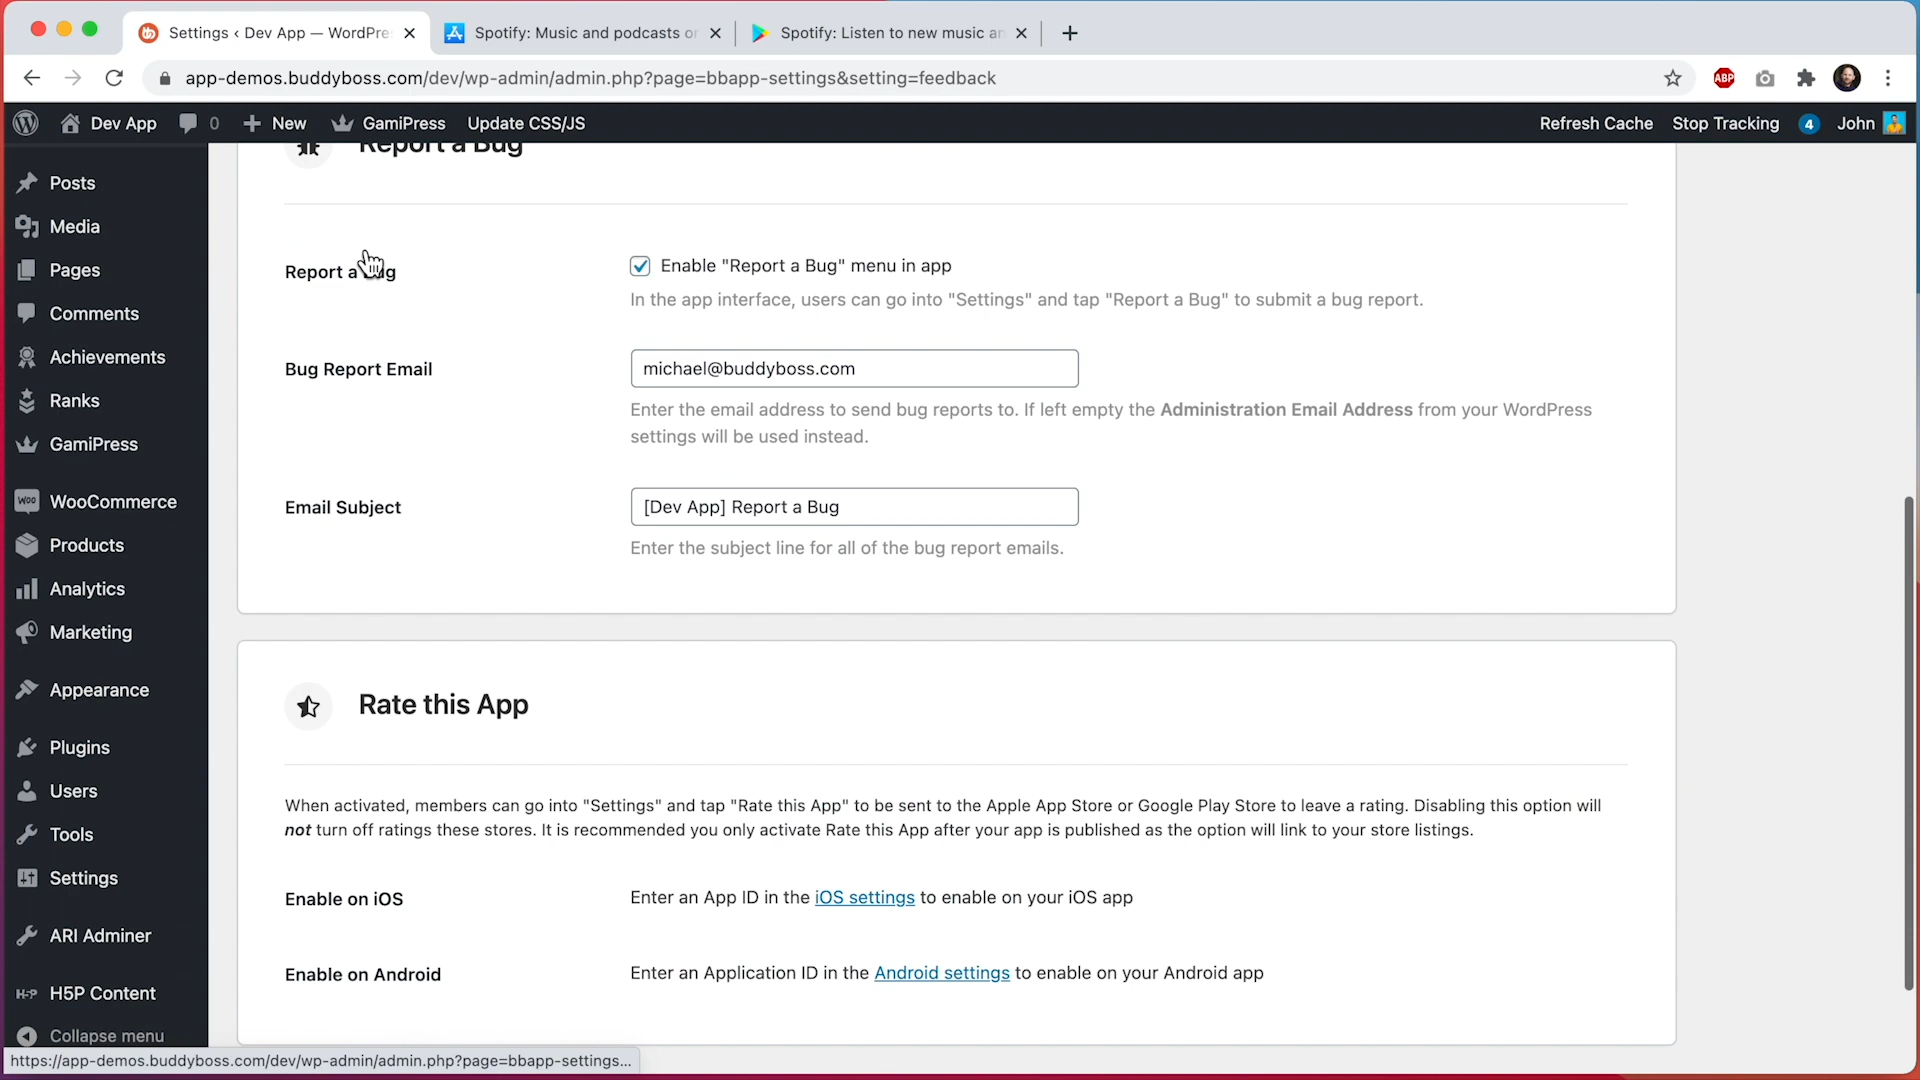 Settings ‹ Dev App — WordPre
Spotify: Music and podcasts o
Spotify: Listen to new music a
app-demos.buddyboss.com/dev/wp-admin/admin.php?page=bbapp-settings&setting=feedback
ABP
Dev App
0
New
GamiPress
Update CSS/JS
Refresh Cache
Stop Tracking
4
John
Posts
Media
Pages
Comments
Achievements
Ranks
GamiPress
WOO
WooCommerce
Products
Analytics
Marketing
Appearance
Plugins
Users
Tools
Settings
ARI Adminer
H5P
H5P Content
Collapse menu
Report a Bug
Report a Bug
Enable "Report a Bug" menu in app
In the app interface, users can go into "Settings" and tap "Report a Bug" to submit a bug report.
Bug Report Email
michael@buddyboss.com
Enter the email address to send bug reports to. If left empty the Administration Email Address from your WordPress
settings will be used instead.
Email Subject
[Dev App] Report a Bug
Enter the subject line for all of the bug report emails.
Rate this App
When activated, members can go into "Settings" and tap "Rate this App" to be sent to the Apple App Store or Google Play Store to leave a rating. Disabling this option will
not turn off ratings these stores. It is recommended you only activate Rate this App after your app is published as the option will link to your store listings.
Enable on iOS
Enter an App ID in the iOS settings to enable on your iOS app
Enable on Android
Enter an Application ID in the Android settings to enable on your Android app
https://app-demos.buddyboss.com/dev/wp-admin/admin.php?page=bbapp-settings...